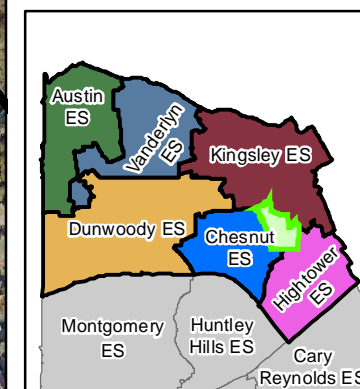 Austin
ES
Vanderlyn
ES
Kingsley ES
Dunwoody ES
Chesnut
ES
Hightower
ES
Montgomery
ES
Huntley
Hills ES
Cary
Reynolds ES